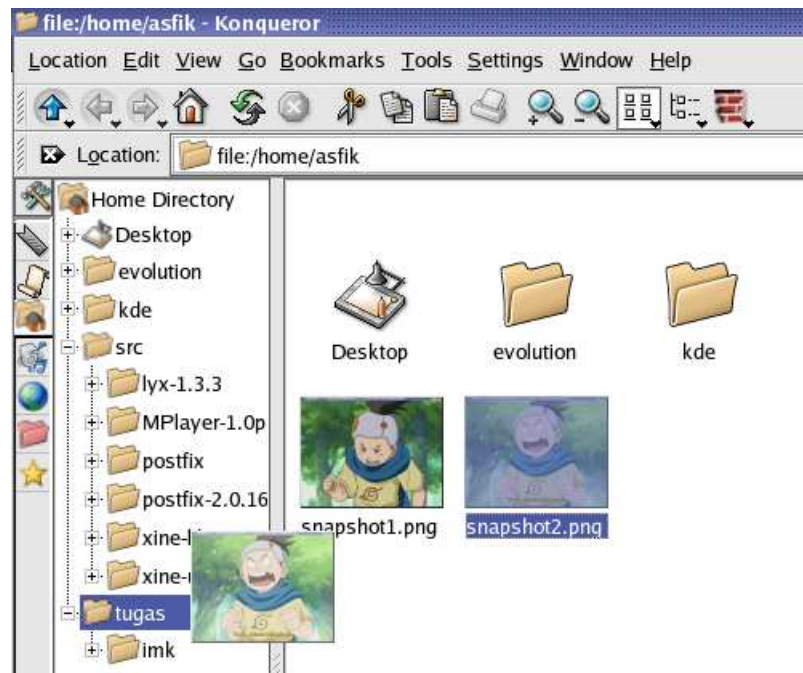 file:/home/asfik - Konqueror
Location Edit View Go Bookmarks Tools Settings Window Help
Location: file:/home/asfik
Home Directory
Desktop
evolution
kde
src
lyx-1.3.3
MPlayer-1.0p
postfix
postfix-2.0.16
xine-
xine-
tugas
imk
Desktop
evolution
kde
snapshot1.png
snapshot2.png